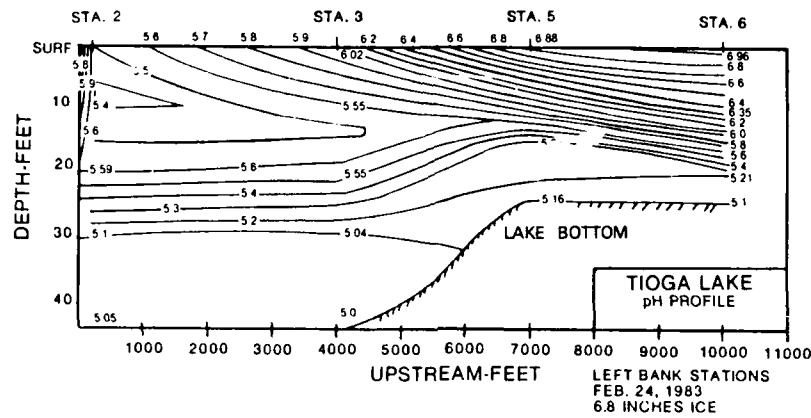 STA. 2 STA. 3 STA. 5 STA. 6
5.6 5.7 5.8 5.9 6.2 6.4 6.6 6.8 6.88
SURF
6.02 6.96
5.8 6.8
5.5
5.9 6.6
10 5.4 5.55 6.4
6.35
6.2
5.6 6.0
5.8
5.6
20 5.59 5.6 5.55 5.4
5.21
5.4
5.3 5.16 5.1
5.2
30 5.1 5.04
LAKE BOTTOM
DEPTH-FEET
TIOGA LAKE
pH PROFILE
40
5.05 5.0
1000 2000 3000 4000 5000 6000 7000 8000 9000 10000 11000
UPSTREAM-FEET
LEFT BANK STATIONS
FEB. 24, 1983
6.8 INCHES ICE